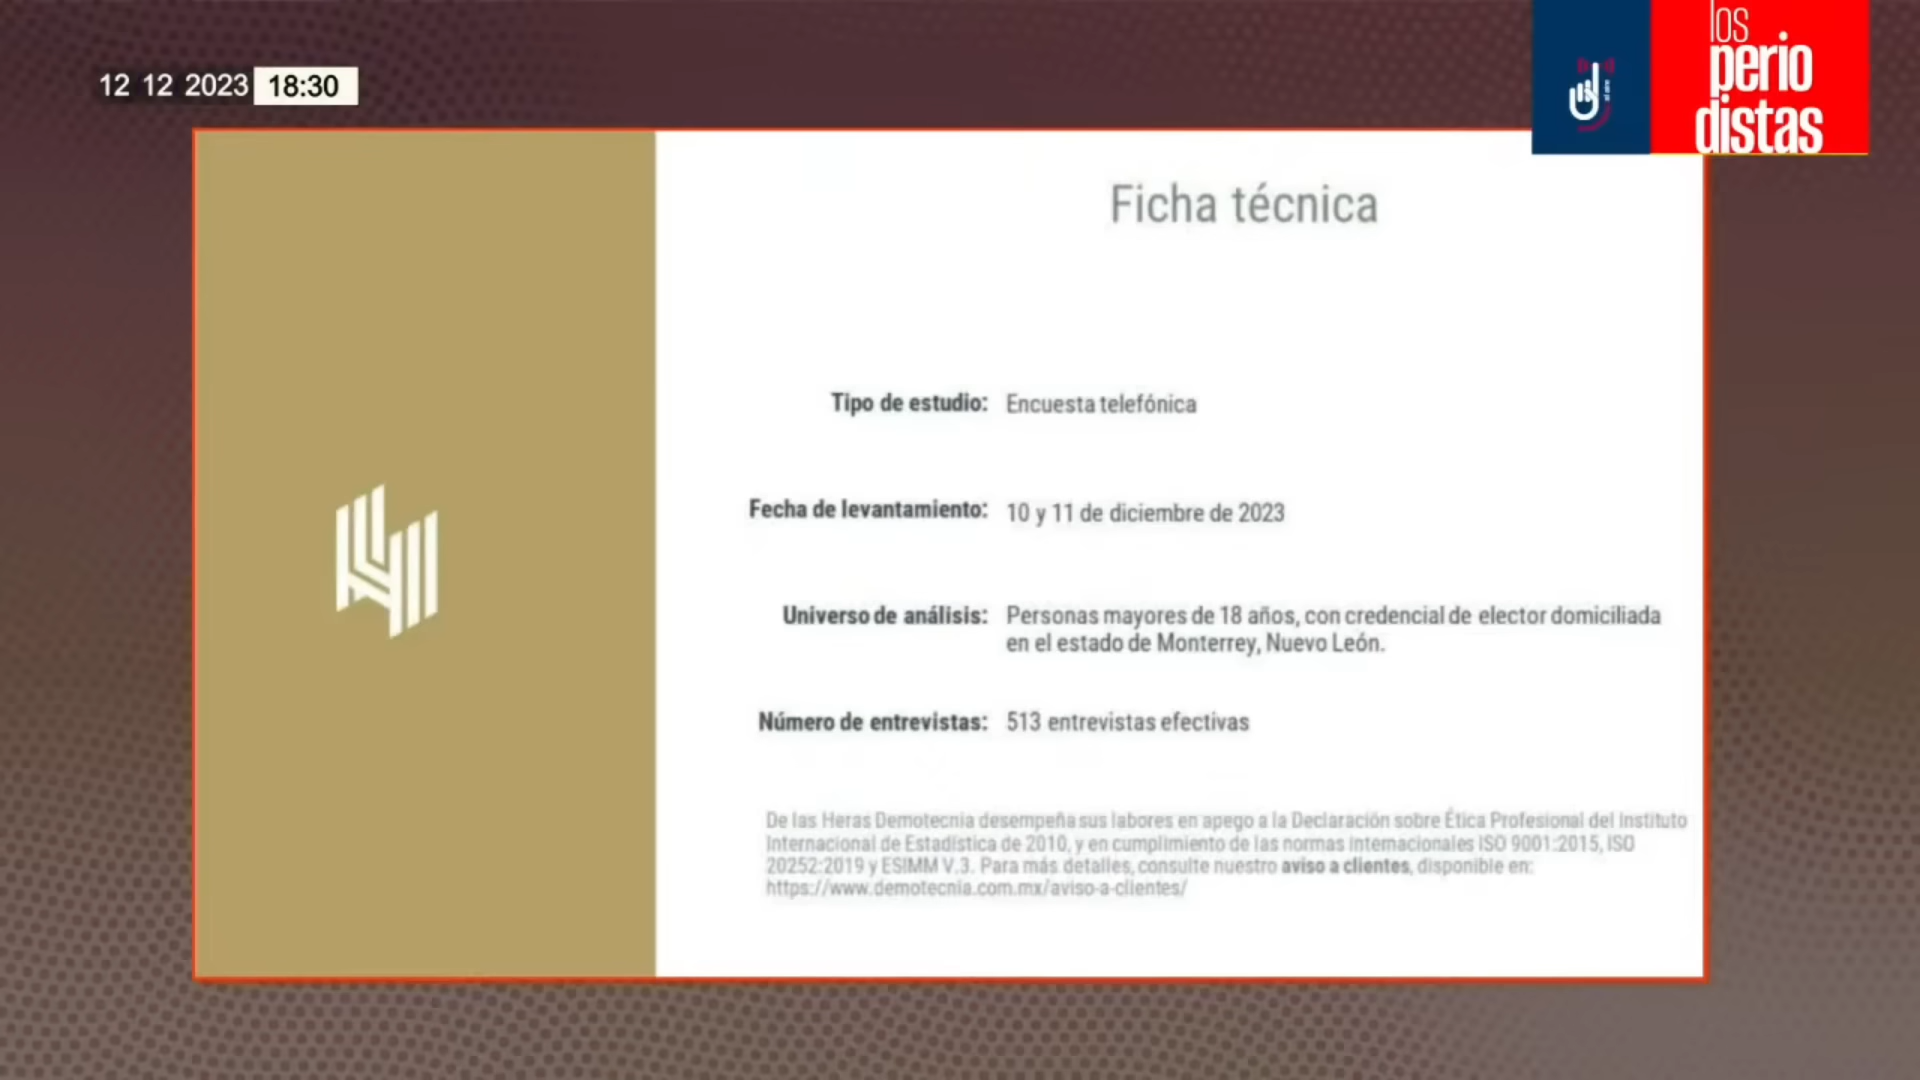 12 12 2023 18:30
los
perio
distas
Ficha técnica
Tipo de estudio: Encuesta telefónica
Fecha de levantamiento: 10 y 11 de diciembre de 2023
Universo de análisis: Personas mayores de 18 años, con credencial de elector domiciliada
en el estado de Monterrey, Nuevo León.
Número de entrevistas: 513 entrevistas efectivas
De las Heras Demotecnia desempeña sus labores en apego a la Declaración sobre Ética Profesional del Instituto
Internacional de Estadística de 2010, y en cumplimiento de las normas internacionales ISO 9001:2015, ISO
20252:2019 y ESIMM V.3. Para más detalles, consulte nuestro aviso a clientes, disponible en:
https://www.demotecnia.com.mx/aviso-a-clientes/